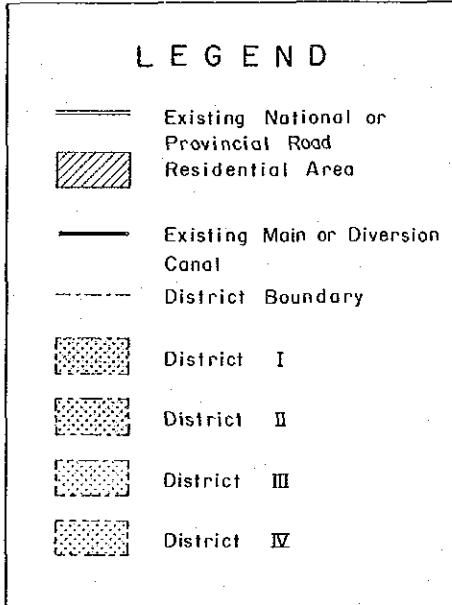 LEGEND
Existing National or
Provincial Road
Residential Area
Existing Main or Diversion
Canal
District Boundary
District I
District II
District III
District IV